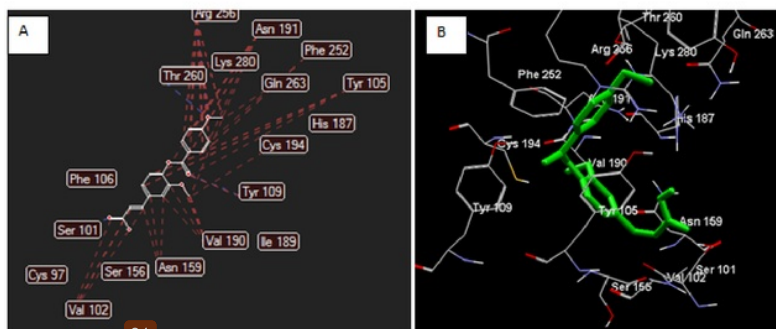 A
Arg 256
Asn 191
Lys 280
Phe 252
Thr 260
Gln 263
Tyr 105
His 187
Cys 194
Phe 106
Tyr 109
Ser 101
Val 190
Ile 189
Cys 97
Ser 156
Asn 159
Val 102
B
Thr 260
Gln 263
Arg 256
Lys 280
Phe 252
191
His 187
Cys 194
Val 190
Tyr 109
Tyr 105
Asn 159
Ser 101
Val 102